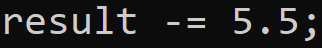 result -= 5.5;